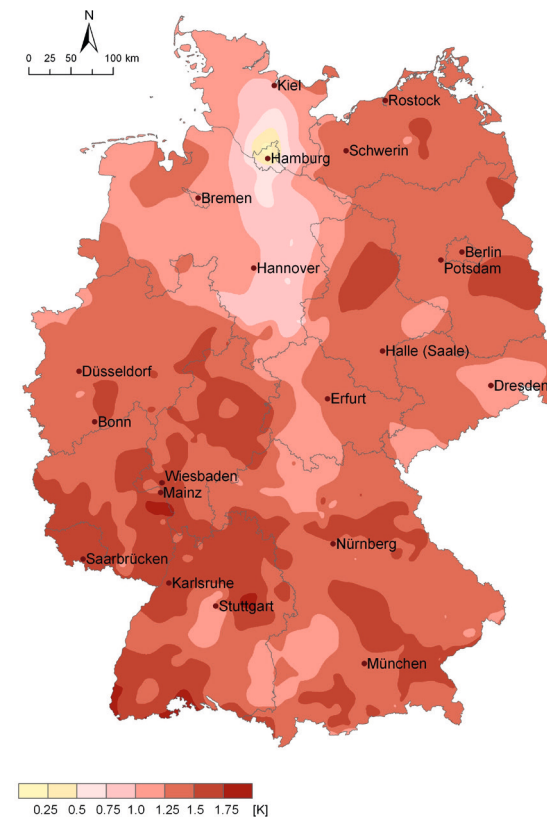 N
0 25 50 100 km
Kiel
Rostock
Hamburg
Schwerin
Bremen
Berlin
Hannover
Potsdam
Halle (Saale)
Düsseldorf
Dresden
Erfurt
Bonn
Wiesbaden
Mainz
Nürnberg
Saarbrücken
Karlsruhe
Stuttgart
München
0.25 0.5 0.75 1.0 1.25 1.5 1.75 [K]